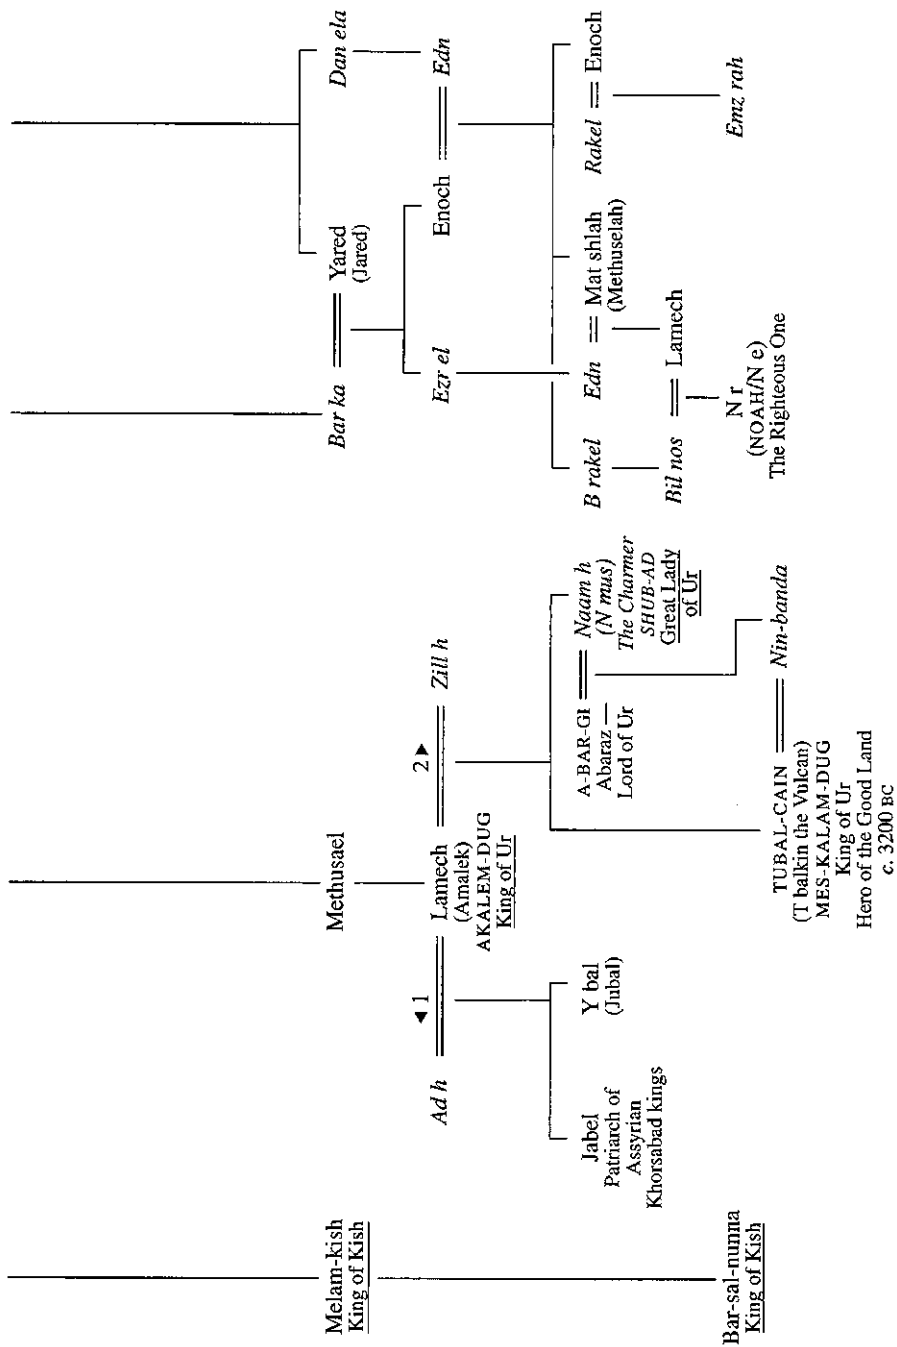 Melam-kish
King of Kish
Methusael
Bar ka
Yared
(Jared)
Dan ela
◄ 1
2 ►
Ad h
Lamech
(Amalek)
AKALEM-DUG
King of Ur
Zill h
Ezr el
Enoch
Edn
Jabel
Patriarch of
Assyrian
Khorsabad kings
Y bal
(Jubal)
A-BAR-GI
Abaraz —
Lord of Ur
Naam h
(N mus)
The Charmer
SHUB-AD
Great Lady
of Ur
B rakel
Edn
Mat shlah
(Methuselah)
Rakel
Enoch
Bil nos
Lamech
Bar-sal-nunna
King of Kish
TUBAL-CAIN
(T balkin the Vulcan)
MES-KALAM-DUG
King of Ur
Hero of the Good Land
c. 3200 BC
Nin-banda
N r
(NOAH/N e)
The Righteous One
Emz rah